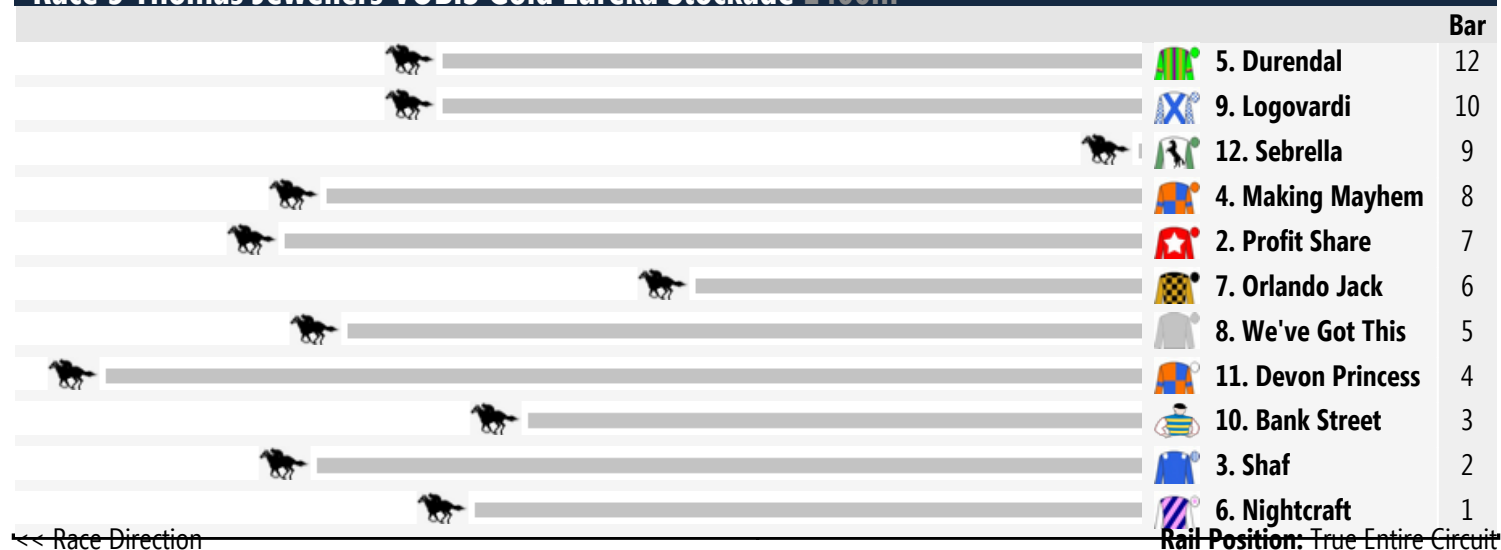 Bar
5. Durendal 12
9. Logovardi 10
12. Sebrella 9
4. Making Mayhem 8
2. Profit Share 7
7. Orlando Jack 6
8. We've Got This 5
11. Devon Princess 4
10. Bank Street 3
3. Shaf 2
6. Nightcraft 1
<< Race Direction Rail Position: True Entire Circuit